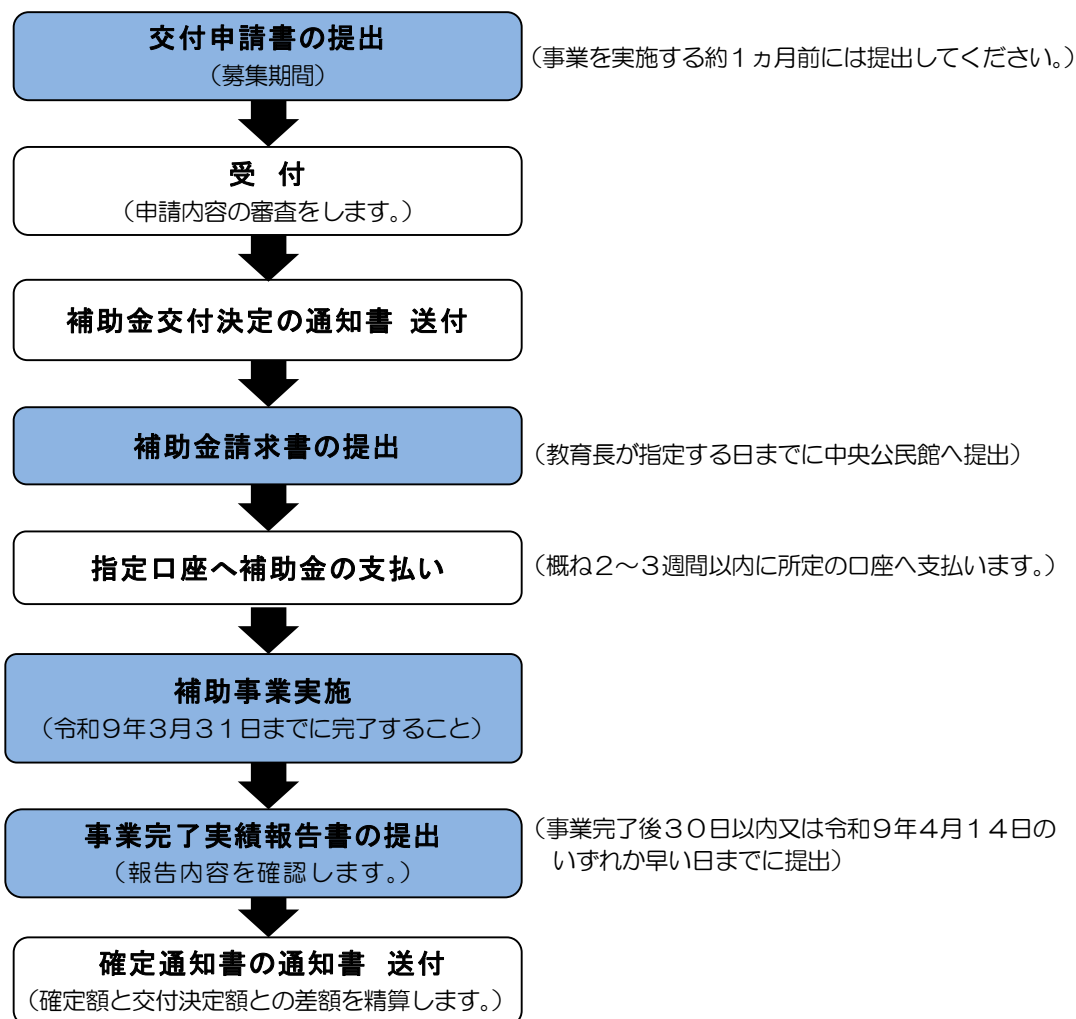 交付申請書の提出
（募集期間）
（事業を実施する約１ヵ月前には提出してください。）
受　付
（申請内容の審査をします。）
補助金交付決定の通知書 送付
補助金請求書の提出
（教育長が指定する日までに中央公民館へ提出）
指定口座へ補助金の支払い
（概ね２～３週間以内に所定の口座へ支払います。）
補助事業実施
（令和９年３月３１日までに完了すること）
事業完了実績報告書の提出
（報告内容を確認します。）
（事業完了後３０日以内又は令和９年４月１４日の
いずれか早い日までに提出）
確定通知書の通知書 送付
（確定額と交付決定額との差額を精算します。）